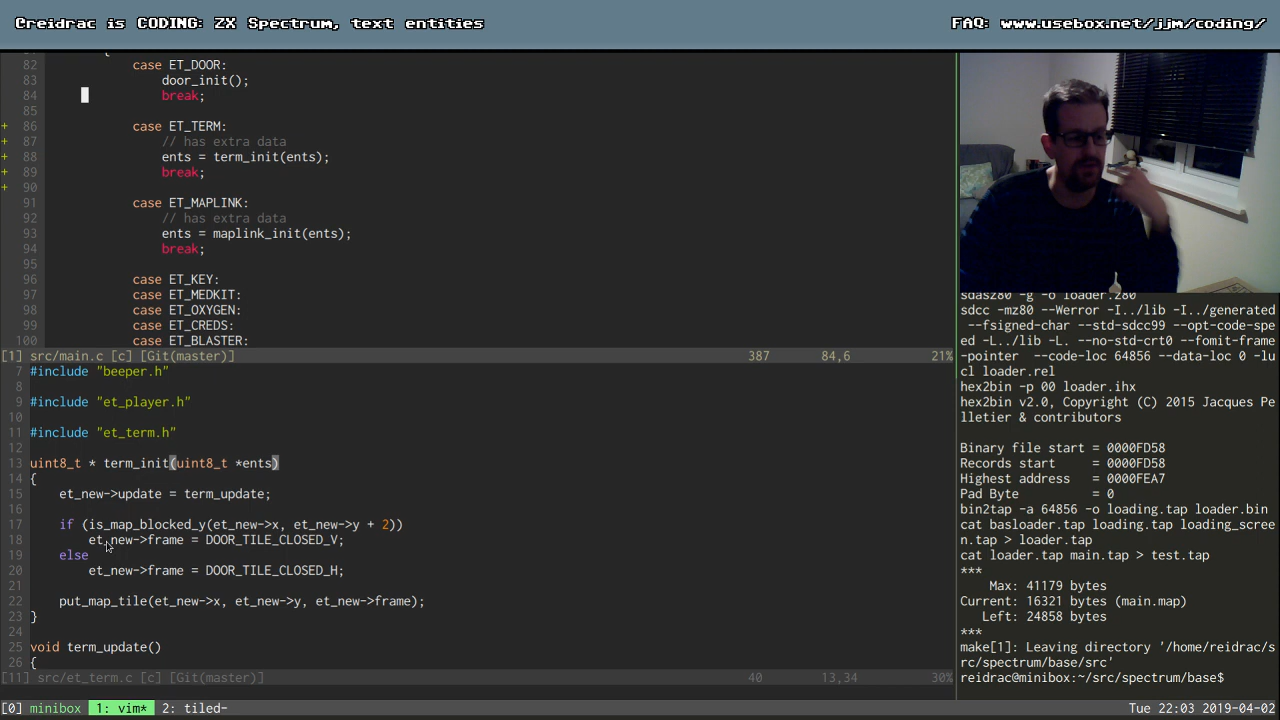 Creidrac is CODING: ZX Spectrum, text entities
FAQ: www.usebox.net/jjm/coding/
82 case ET_DOOR:
83 door_init();
84 break;
85
+ 86 case ET_TERM:
+ 87 // has extra data
+ 88 ents = term_init(ents);
+ 89 break;
+ 90
91 case ET_MAPLINK:
92 // has extra data
93 ents = maplink_init(ents);
94 break;
95
96 case ET_KEY:
97 case ET_MEDKIT:
98 case ET_OXYGEN:
99 case ET_CREDS:
100 case ET_BLASTER:
[1] src/main.c [c] [Git(master)] 387 84,6 21%
7 #include "beeper.h"
8
9 #include "et_player.h"
10
11 #include "et_term.h"
12
13 uint8_t * term_init(uint8_t *ents)
14 {
15 et_new->update = term_update;
16
17 if (is_map_blocked_y(et_new->x, et_new->y + 2))
18 et_new->frame = DOOR_TILE_CLOSED_V;
19 else
20 et_new->frame = DOOR_TILE_CLOSED_H;
21
22 put_map_tile(et_new->x, et_new->y, et_new->frame);
23 }
24
25 void term_update()
26 {
[11] src/et_term.c [c] [Git(master)] 40 13,34 30%
sdasz80 -g -o loader.z80
sdcc -mz80 --Werror -I../lib -I../generated
--fsigned-char --std-sdcc99 --opt-code-spe
ed -L../lib -L. --no-std-crt0 --fomit-frame
-pointer --code-loc 64856 --data-loc 0 -lu
cl loader.rel
hex2bin -p 00 loader.ihx
hex2bin v2.0, Copyright (C) 2015 Jacques Pe
lletier & contributors
Binary file start = 0000FD58
Records start = 0000FD58
Highest address = 0000FEA7
Pad Byte = 0
bin2tap -a 64856 -o loading.tap loader.bin
cat basloader.tap loading.tap loading_scree
n.tap > loader.tap
cat loader.tap main.tap > test.tap
***
Max: 41179 bytes
Current: 16321 bytes (main.map)
Left: 24858 bytes
***
make[1]: Leaving directory '/home/reidrac/s
rc/spectrum/base/src'
reidrac@minibox:~/src/spectrum/base$
[0] minibox 1: vim* 2: tiled- Tue 22:03 2019-04-02